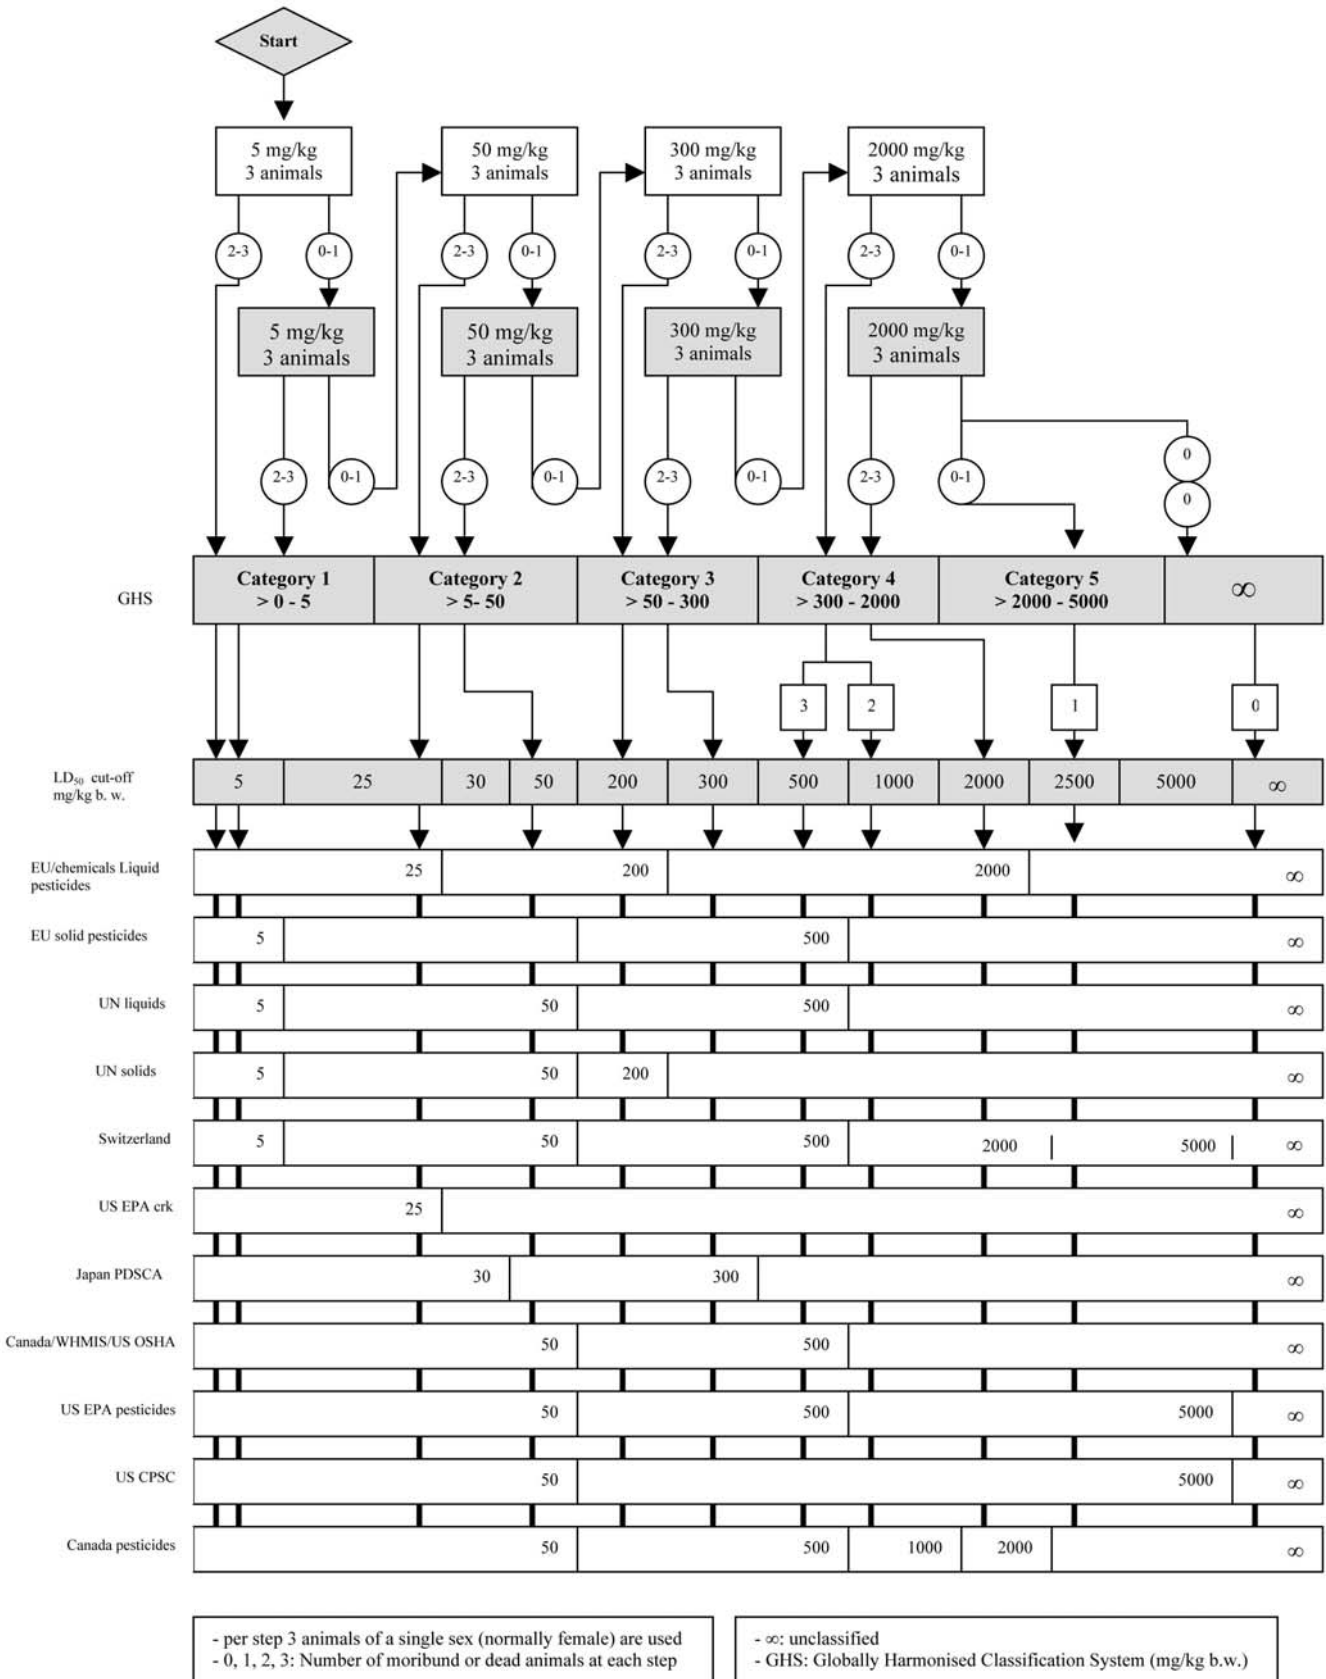 Start
5 mg/kg
3 animals
50 mg/kg
3 animals
300 mg/kg
3 animals
2000 mg/kg
3 animals
2-3
0-1
2-3
0-1
2-3
0-1
2-3
0-1
5 mg/kg
3 animals
50 mg/kg
3 animals
300 mg/kg
3 animals
2000 mg/kg
3 animals
2-3
0-1
2-3
0-1
2-3
0-1
2-3
0-1
0
0
GHS
Category 1
> 0 - 5
Category 2
> 5- 50
Category 3
> 50 - 300
Category 4
> 300 - 2000
Category 5
> 2000 - 5000
∞
3
2
1
0
LD₅₀ cut-off
mg/kg b. w.
5 25 30 50 200 300 500 1000 2000 2500 5000 ∞
EU/chemicals Liquid
pesticides
25 200 2000 ∞
EU solid pesticides 5 500 ∞
UN liquids 5 50 500 ∞
UN solids 5 50 200 ∞
Switzerland 5 50 500 2000 5000 ∞
US EPA crk 25 ∞
Japan PDSCA 30 300 ∞
Canada/WHMIS/US OSHA 50 500 ∞
US EPA pesticides 50 500 5000 ∞
US CPSC 50 5000 ∞
Canada pesticides 50 500 1000 2000 ∞
- per step 3 animals of a single sex (normally female) are used
- 0, 1, 2, 3: Number of moribund or dead animals at each step
- ∞: unclassified
- GHS: Globally Harmonised Classification System (mg/kg b.w.)